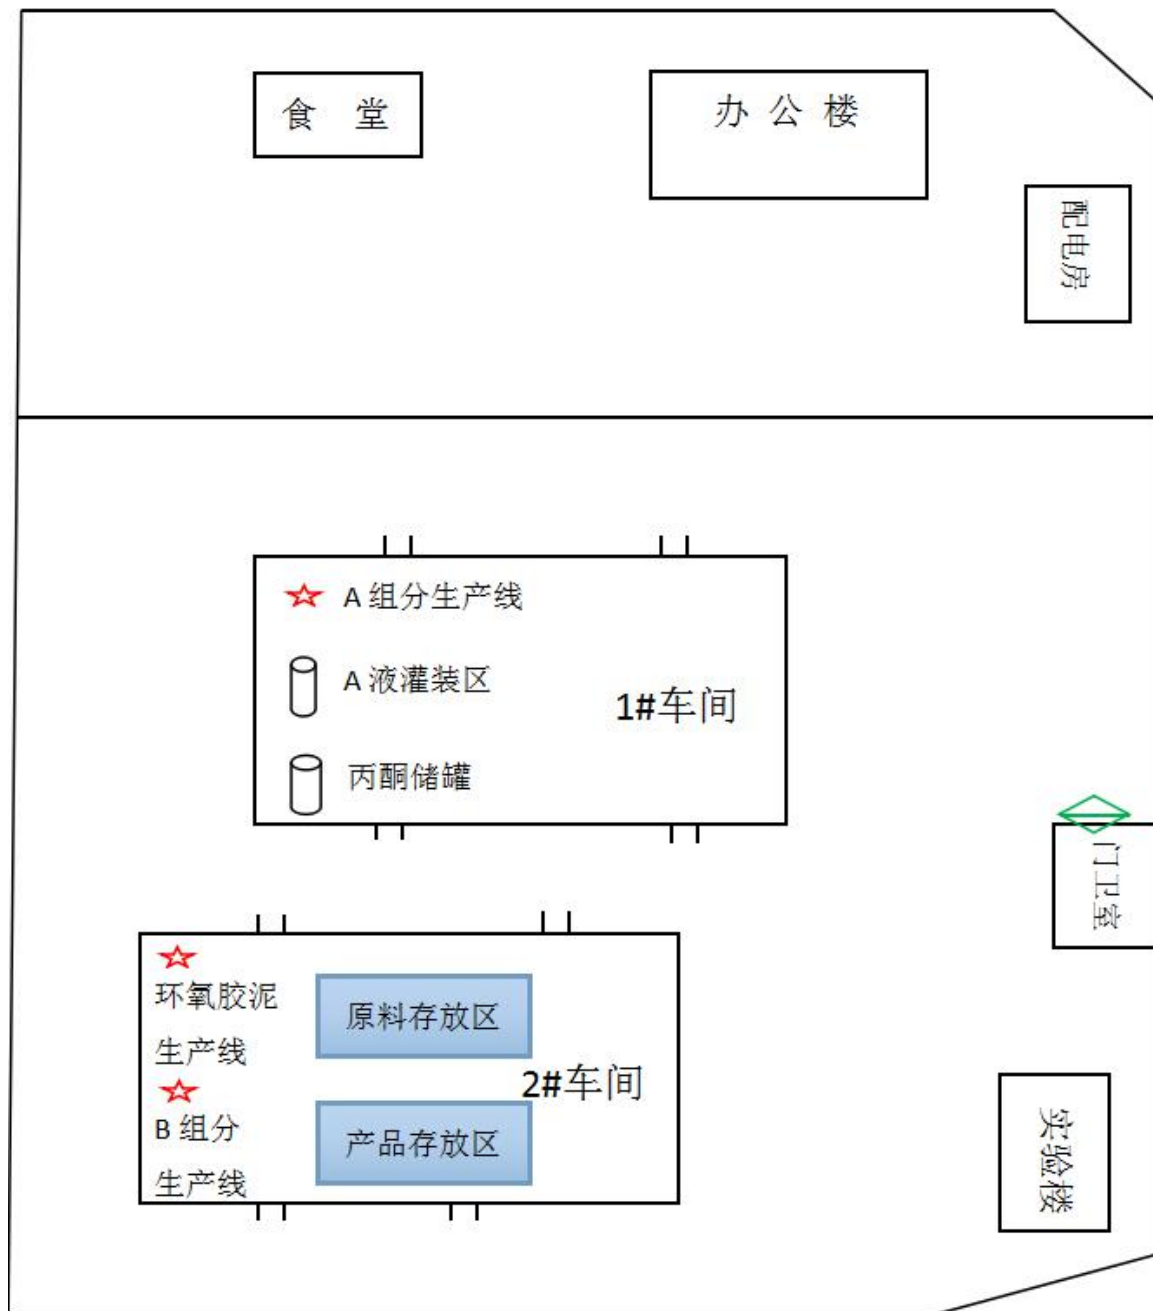 食 堂
办 公 楼
配电房
A 组分生产线
A 液灌装区
1#车间
丙酮储罐
门卫室
环氧胶泥
生产线
原料存放区
2#车间
B 组分
生产线
产品存放区
实验楼